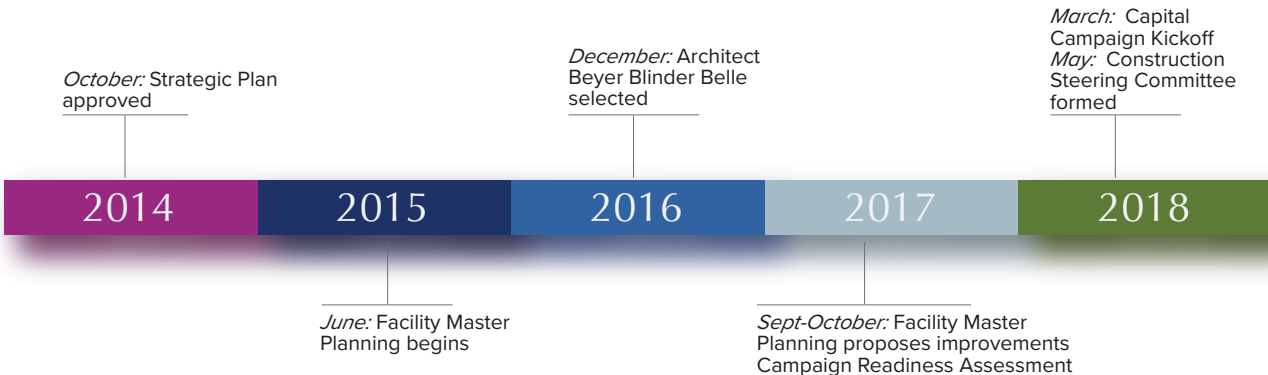 October: Strategic Plan
approved
December: Architect
Beyer Blinder Belle
selected
March: Capital
Campaign Kickoff
May: Construction
Steering Committee
formed
2014
2015
2016
2017
2018
June: Facility Master
Planning begins
Sept-October: Facility Master
Planning proposes improvements
Campaign Readiness Assessment